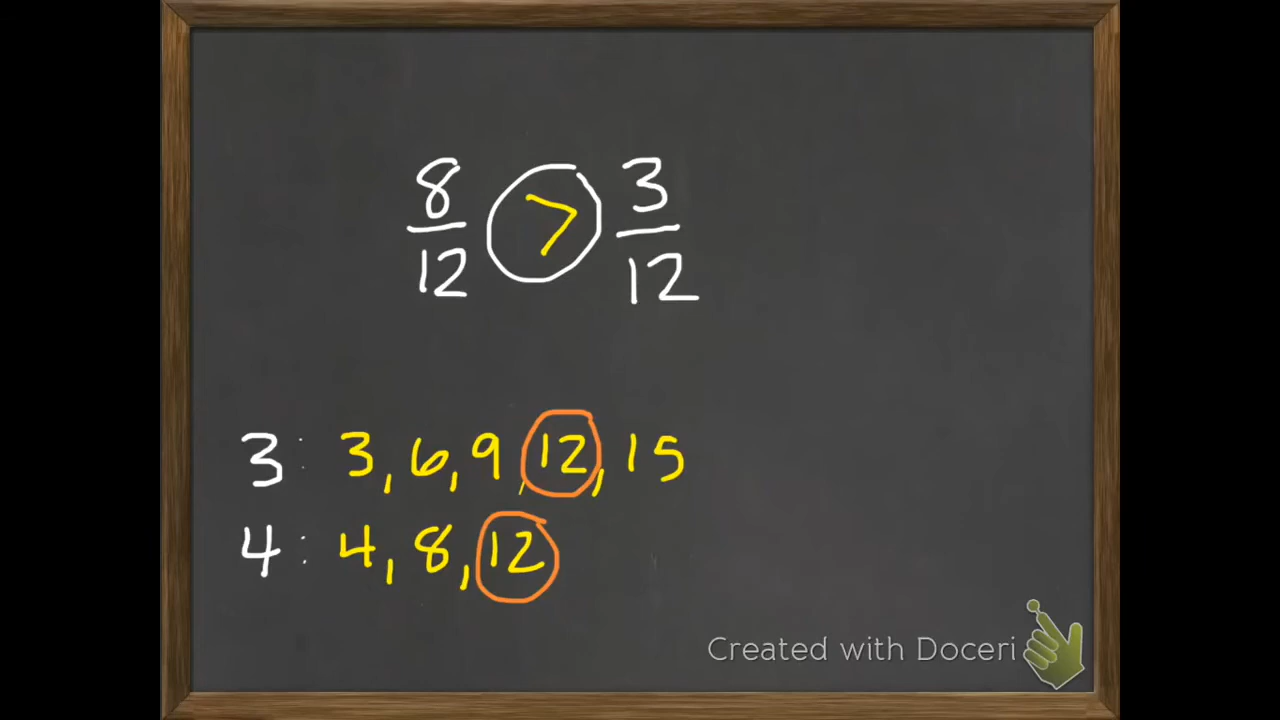 8/12 > 3/12
3: 3, 6, 9, 12, 15
4: 4, 8, 12
Created with Doceri